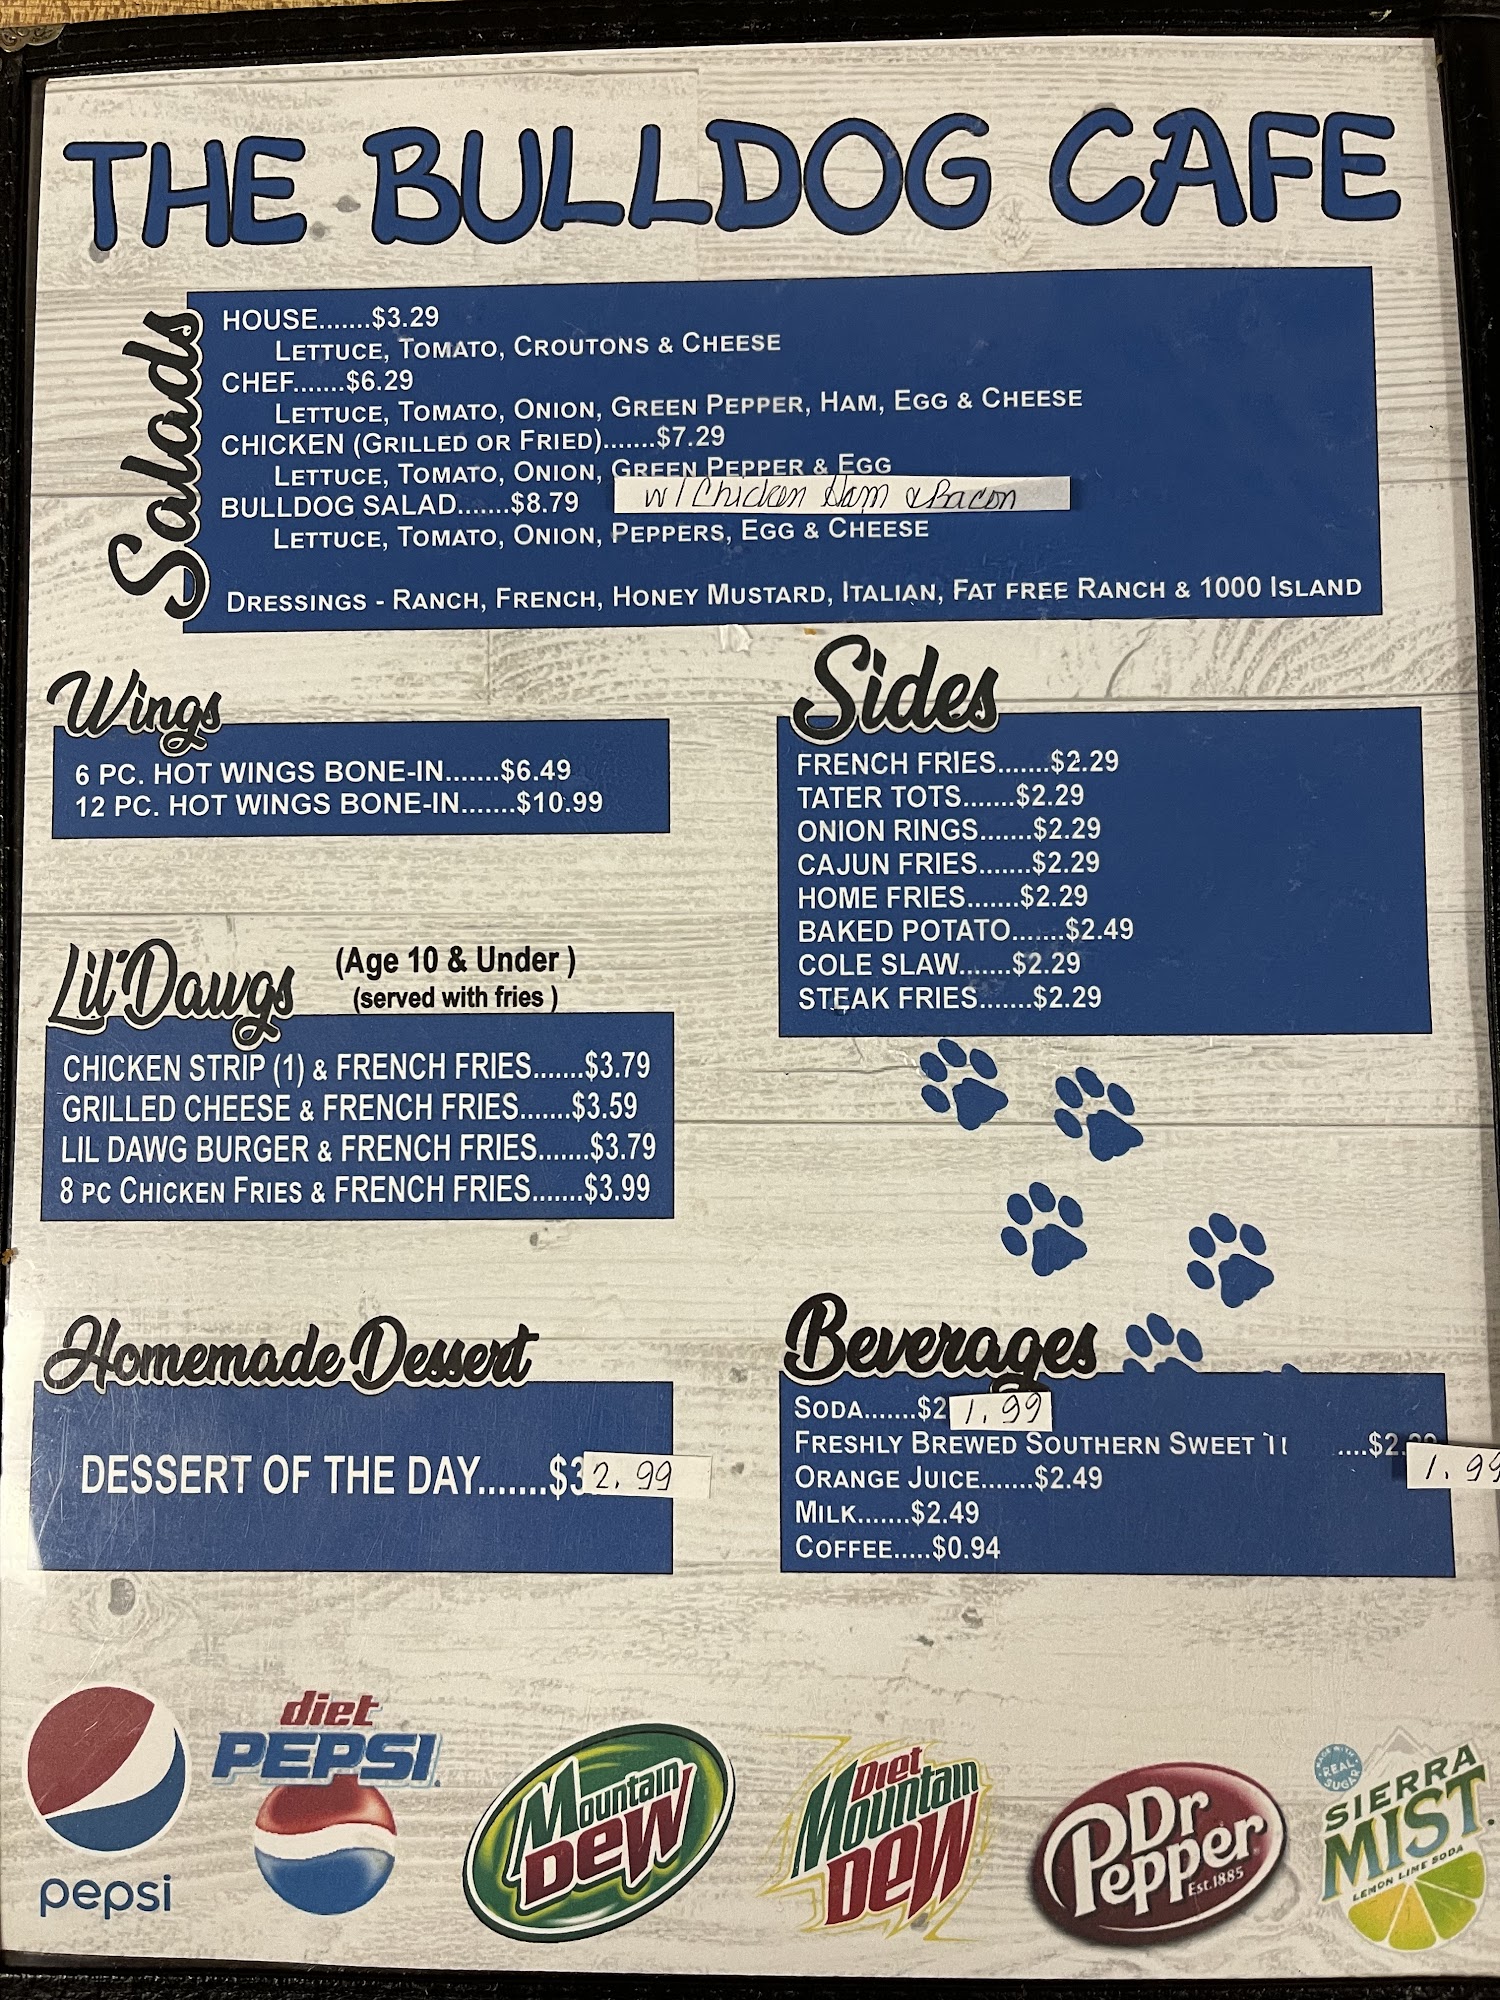 THE BULLDOG CAFE
Salads
HOUSE.......$3.29
LETTUCE, TOMATO, CROUTONS & CHEESE
CHEF.......$6.29
LETTUCE, TOMATO, ONION, GREEN PEPPER, HAM, EGG & CHEESE
CHICKEN (GRILLED OR FRIED).......$7.29
LETTUCE, TOMATO, ONION, GREEN PEPPER & EGG
BULLDOG SALAD.......$8.79 w/ Chicken Ham & Bacon
LETTUCE, TOMATO, ONION, PEPPERS, EGG & CHEESE
DRESSINGS - RANCH, FRENCH, HONEY MUSTARD, ITALIAN, FAT FREE RANCH & 1000 ISLAND
Wings
6 PC. HOT WINGS BONE-IN.......$6.49
12 PC. HOT WINGS BONE-IN.......$10.99
Sides
FRENCH FRIES.......$2.29
TATER TOTS.......$2.29
ONION RINGS.......$2.29
CAJUN FRIES.......$2.29
HOME FRIES.......$2.29
BAKED POTATO.......$2.49
COLE SLAW.......$2.29
STEAK FRIES.......$2.29
Lil'Dawgs (Age 10 & Under )
(served with fries )
CHICKEN STRIP (1) & FRENCH FRIES.......$3.79
GRILLED CHEESE & FRENCH FRIES.......$3.59
LIL DAWG BURGER & FRENCH FRIES.......$3.79
8 PC CHICKEN FRIES & FRENCH FRIES.......$3.99
Homemade Dessert
DESSERT OF THE DAY.......$3 2.99
Beverages
SODA.......$2 1.99
FRESHLY BREWED SOUTHERN SWEET ....$2. 1.99
ORANGE JUICE.......$2.49
MILK.......$2.49
COFFEE.....$0.94
pepsi
diet
PEPSI
Mountain
DEW
Diet
Mountain
DEW
Dr
Pepper
Est.1885
MADE WITH
REAL
SUGAR
SIERRA
MIST
LEMON LIME SODA